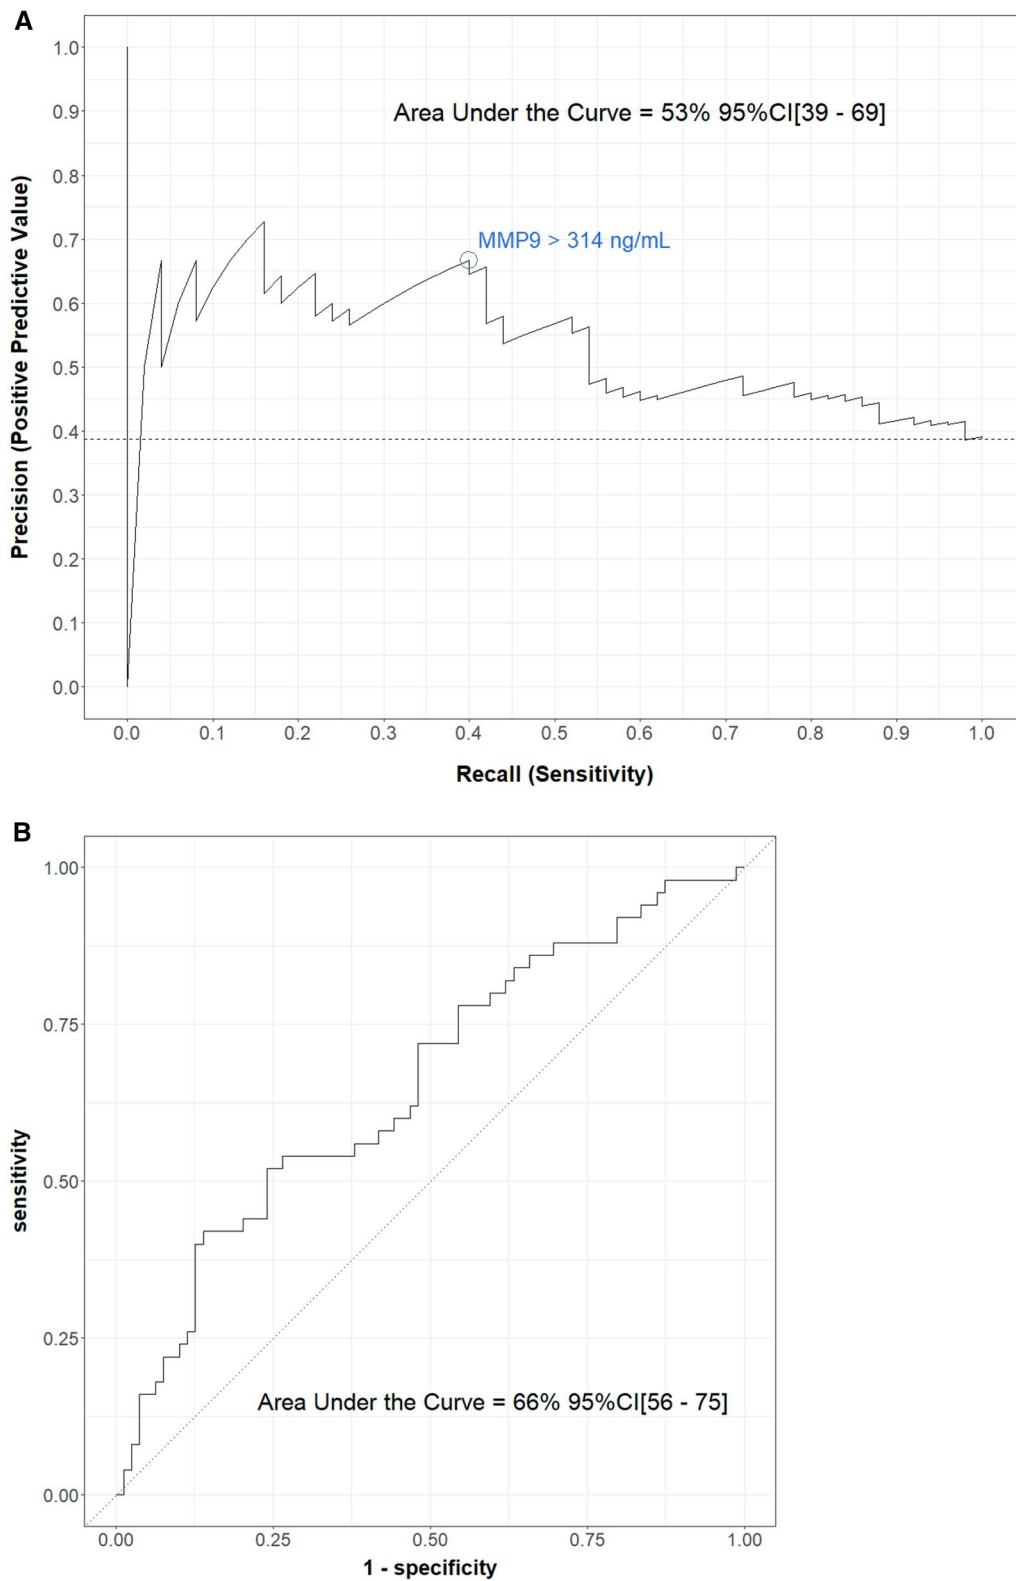 A
1.0
0.9
0.8
0.7
0.6
0.5
0.4
0.3
0.2
0.1
0.0
Precision (Positive Predictive Value)
Area Under the Curve = 53% 95%CI[39 - 69]
MMP9 > 314 ng/mL
0.0 0.1 0.2 0.3 0.4 0.5 0.6 0.7 0.8 0.9 1.0
Recall (Sensitivity)
B
1.00
0.75
0.50
0.25
0.00
sensitivity
Area Under the Curve = 66% 95%CI[56 - 75]
0.00 0.25 0.50 0.75 1.00
1 - specificity